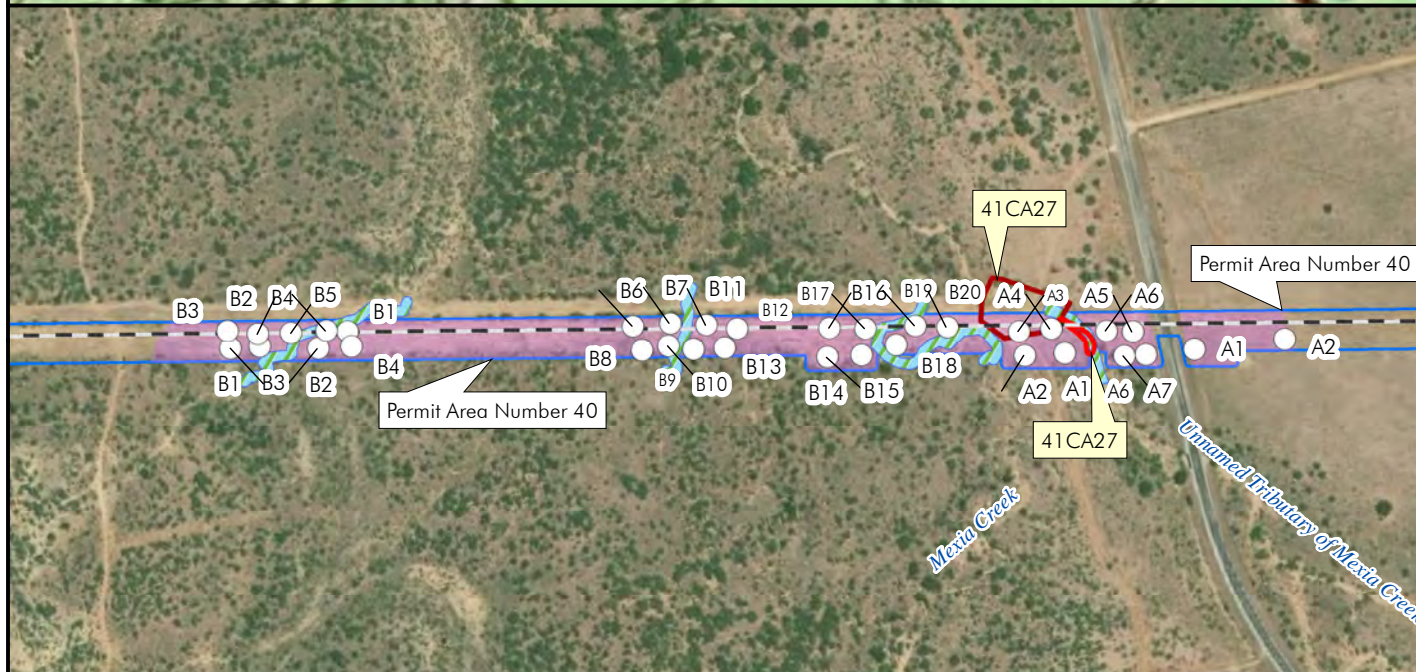 41CA27
Permit Area Number 40
B3
B2
B4
B5
B1
B6
B7
B11
B12
B17
B16
B19
B20
A4
A3
A5
A6
B1
B3
B2
B4
B8
B9
B10
B13
B14
B15
B18
A2
A1
A6
A7
A1
A2
Permit Area Number 40
41CA27
Mexia Creek
Unnamed Tributary of Mexia Creek